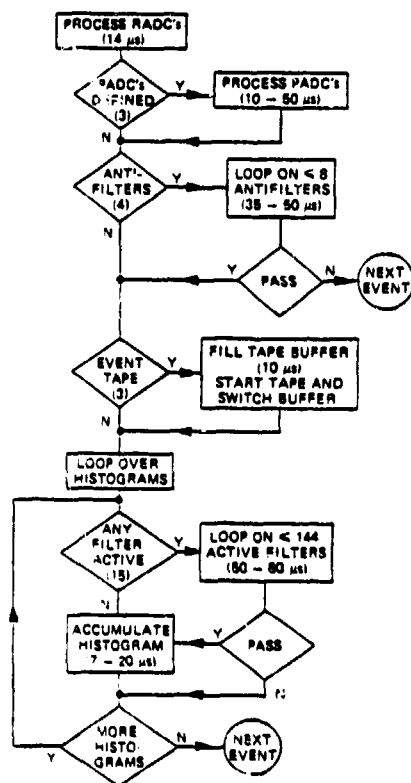 PROCESS RADC's
(14 µs)
PADC's
DEFINED
(3)
Y
PROCESS PADC's
(10 – 50 µs)
N
ANTI-
FILTERS
(4)
Y
LOOP ON ≤ 8
ANTIFILTERS
(35 – 50 µs)
N
Y
PASS
N
NEXT
EVENT
EVENT
TAPE
(3)
Y
FILL TAPE BUFFER
(10 µs)
START TAPE AND
SWITCH BUFFER
N
LOOP OVER
HISTOGRAMS
ANY
FILTER
ACTIVE
(15)
Y
LOOP ON < 144
ACTIVE FILTERS
N
ACCUMULATE
HISTOGRAM
7 – 20 µs)
Y
PASS
N
MORE
HISTO-
GRAMS
Y
N
NEXT
EVENT